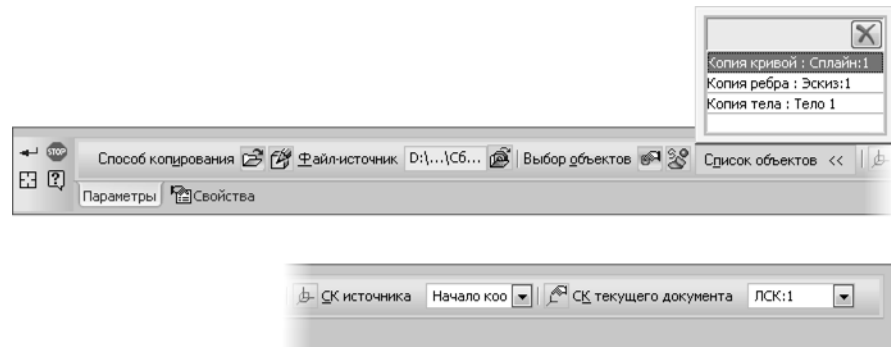 Копия кривой : Сплайн:1
Копия ребра : Эскиз:1
Копия тела : Тело 1
STOP
Способ копирования Файл-источник D:\...\Сб... Выбор объектов Список объектов <<
Параметры Свойства
СК источника Начало коо СК текущего документа ЛСК:1